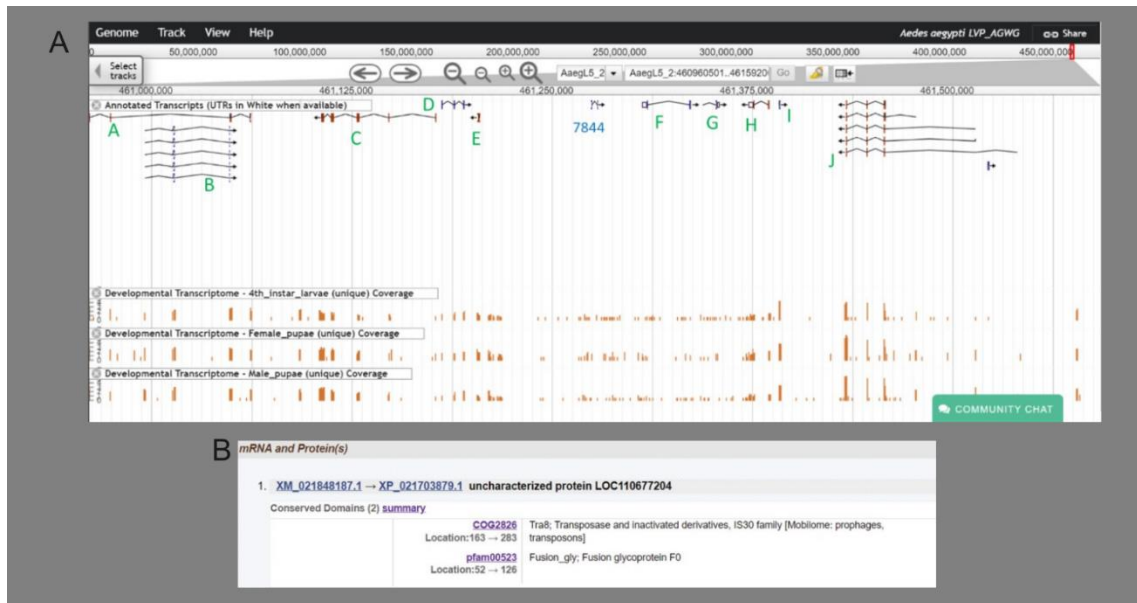 A
Genome Track View Help Aedes aegypti LVP_AGWG Share
0 50,000,000 100,000,000 150,000,000 200,000,000 250,000,000 300,000,000 350,000,000 400,000,000 450,000,000
Select tracks
AaegL5_2 AaegL5_2:460960501..4615920 Go
461,000,000 461,125,000 461,250,000 461,375,000 461,500,000
Annotated Transcripts (UTRs in White when available)
A B C D E 7844 F G H I J
Developmental Transcriptome - 4th_instar_larvae (unique) Coverage
Developmental Transcriptome - Female_pupae (unique) Coverage
Developmental Transcriptome - Male_pupae (unique) Coverage
COMMUNITY CHAT
B
mRNA and Protein(s)
1. XM_021848187.1 → XP_021703879.1 uncharacterized protein LOC110677204
Conserved Domains (2) summary
COG2826 Tra8; Transposase and inactivated derivatives, IS30 family [Mobilome: prophages,
Location:163 → 283 transposons]
pfam00523 Fusion_gly; Fusion glycoprotein F0
Location:52 → 126